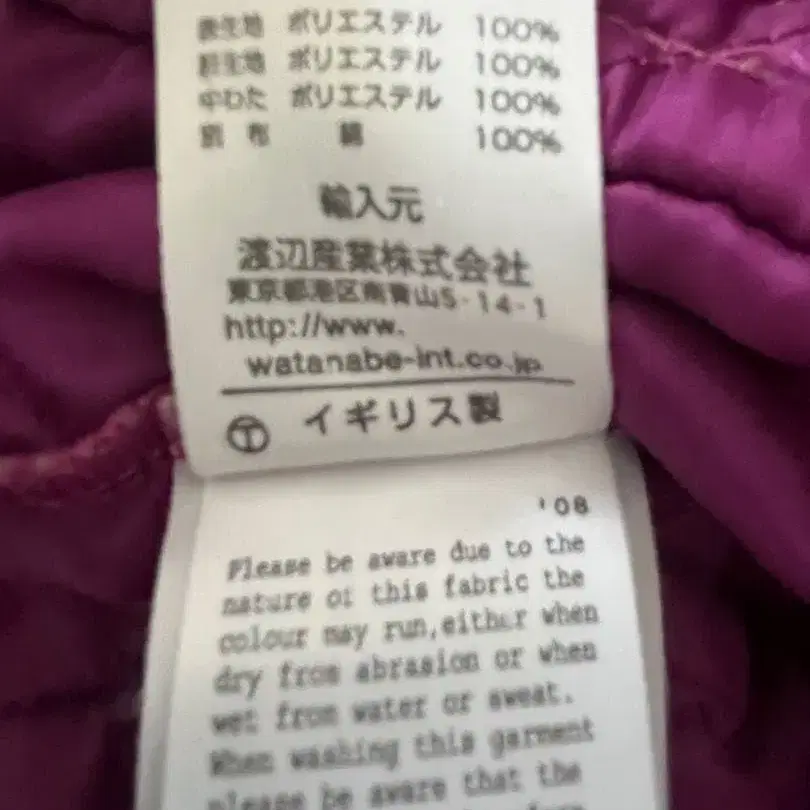 表生地 ポリエステル 100%
裏生地 ポリエステル 100%
中わた ポリエステル 100%
別布 綿 100%
輸入元
渡辺産業株式会社
東京都港区南青山5-14-1
http://www.
watanabe-int.co.jp
Ⓣ イギリス製
'08
Please be aware due to the
nature of this fabric the
colour may run,either when
dry from abrasion or when
wet from water or sweat.
When washing this garment
please be aware that the